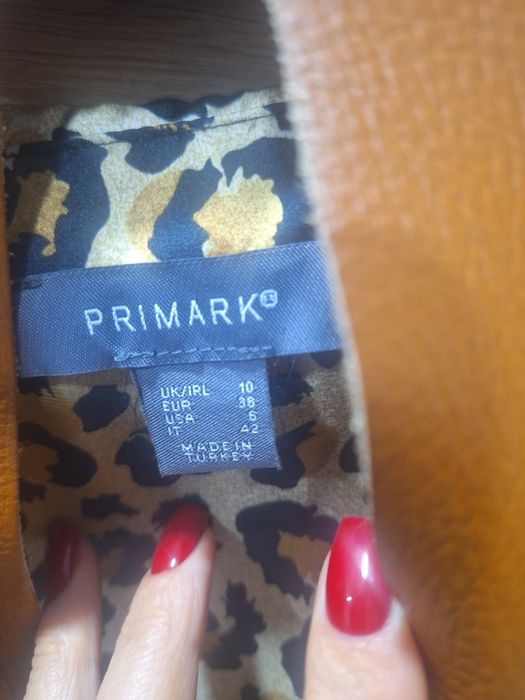 PRIMARK®
UK/IRL 10
EUR 38
USA 6
IT 42
MADE IN
TURKEY